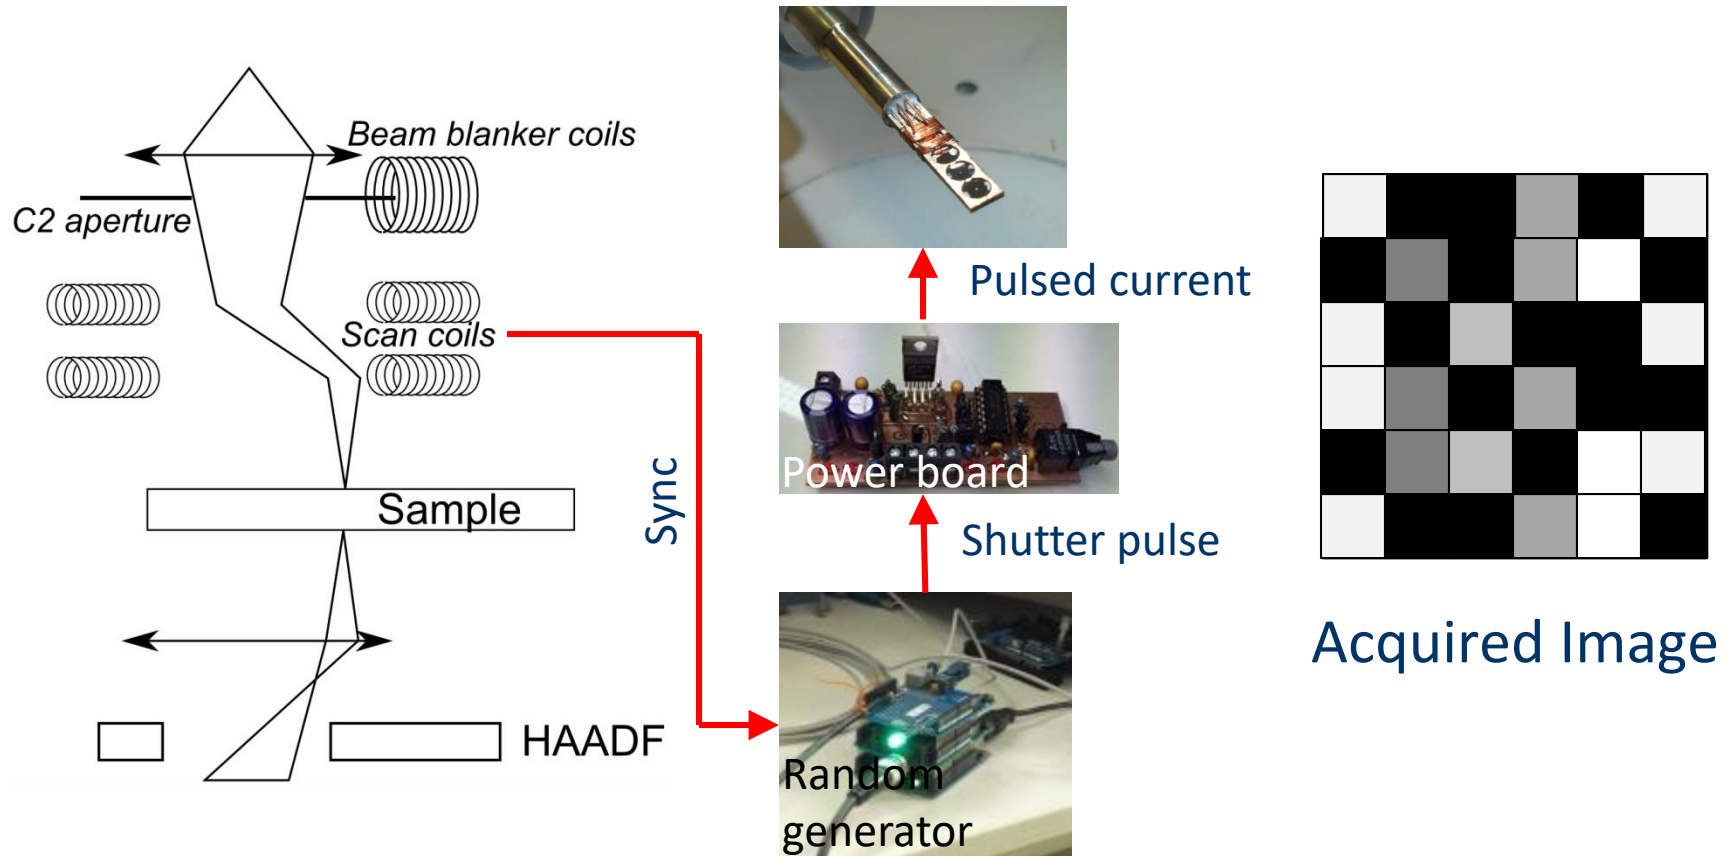 Beam blanker coils
C2 aperture
Scan coils
Sample
HAADF
Sync
Pulsed current
Power board
Shutter pulse
Random
generator
Acquired Image